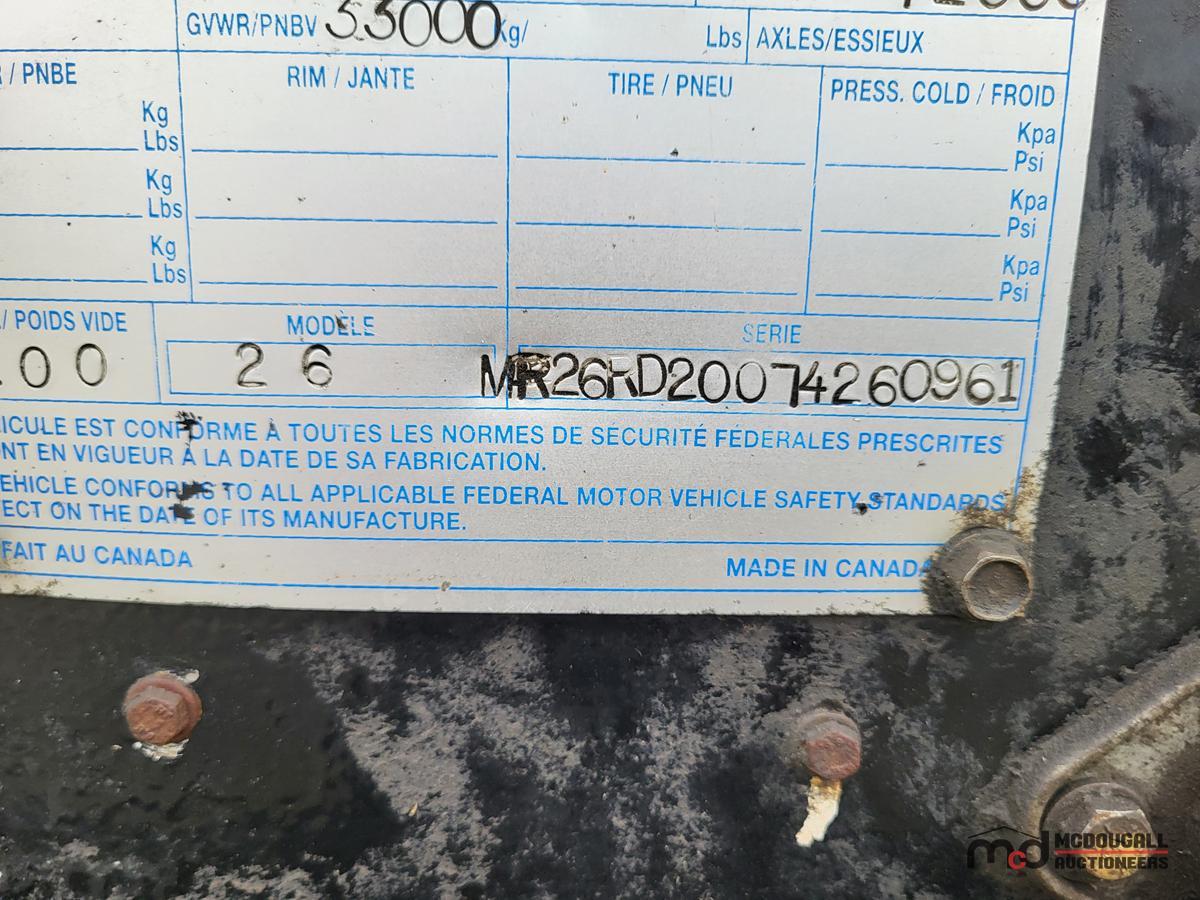 GVWR/PNBV 33000 Kg/ Lbs AXLES/ESSIEUX
/ PNBE RIM / JANTE TIRE / PNEU PRESS. COLD / FROID
Kg Kpa
Lbs Psi
Kg Kpa
Lbs Psi
Kg Kpa
Lbs Psi
/ POIDS VIDE MODÈLE SERIE
00 26 MR26RD20074260961
ICULE EST CONFORME À TOUTES LES NORMES DE SÉCURITÉ FÉDÉRALES PRESCRITES
NT EN VIGUEUR À LA DATE DE SA FABRICATION.
EHICLE CONFORMS TO ALL APPLICABLE FEDERAL MOTOR VEHICLE SAFETY STANDARDS
ECT ON THE DATE OF ITS MANUFACTURE.
FAIT AU CANADA MADE IN CANADA
mcd MCDOUGALL
AUCTIONEERS